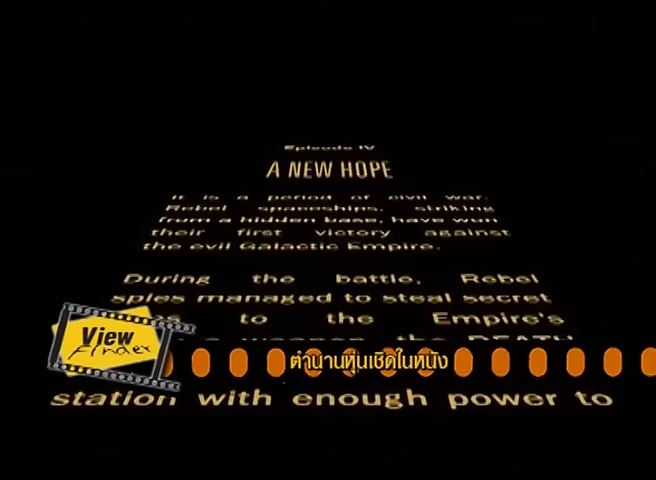 Episode IV
A NEW HOPE
It is a period of civil war.
Rebel spaceships, striking
from a hidden base, have won
their first victory against
the evil Galactic Empire.
During the battle, Rebel
spies managed to steal secret
to the Empire's
weapon, the DEATH
View
Finder
ตำนานหุ่นเชิดในหนัง
station with enough power to